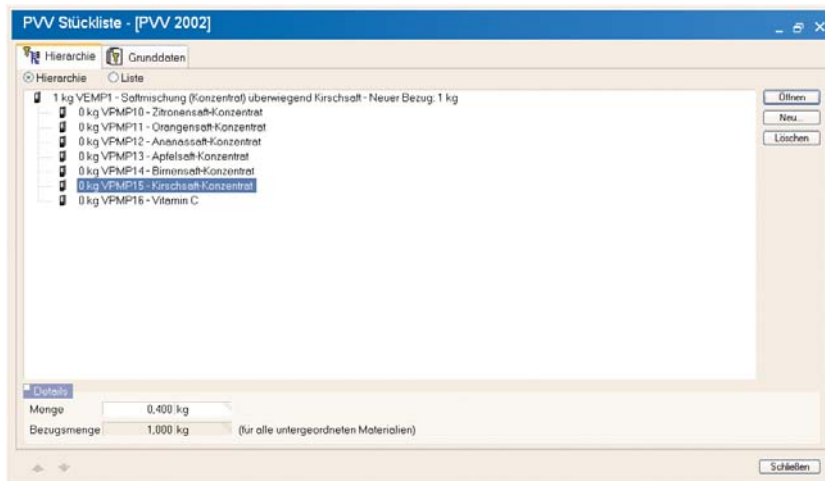 PVV Stückliste - [PVV 2002]
Hierarchie Grunddaten
Hierarchie Liste
1 kg VEMP1 - Saftmischung (Konzentrat) überwiegend Kirschsaft - Neuer Bezug: 1 kg
0 kg VPMP10 - Zitronensaft-Konzentrat
0 kg VPMP11 - Orangensaft-Konzentrat
0 kg VPMP12 - Ananassaft-Konzentrat
0 kg VPMP13 - Apfelsaft-Konzentrat
0 kg VPMP14 - Birnensaft-Konzentrat
0 kg VPMP15 - Kirschsaft-Konzentrat
0 kg VPMP16 - Vitamin C
Öffnen
Neu...
Löschen
Details
Menge 0,400 kg
Bezugsmenge 1,000 kg (für alle untergeordneten Materialien)
Schließen